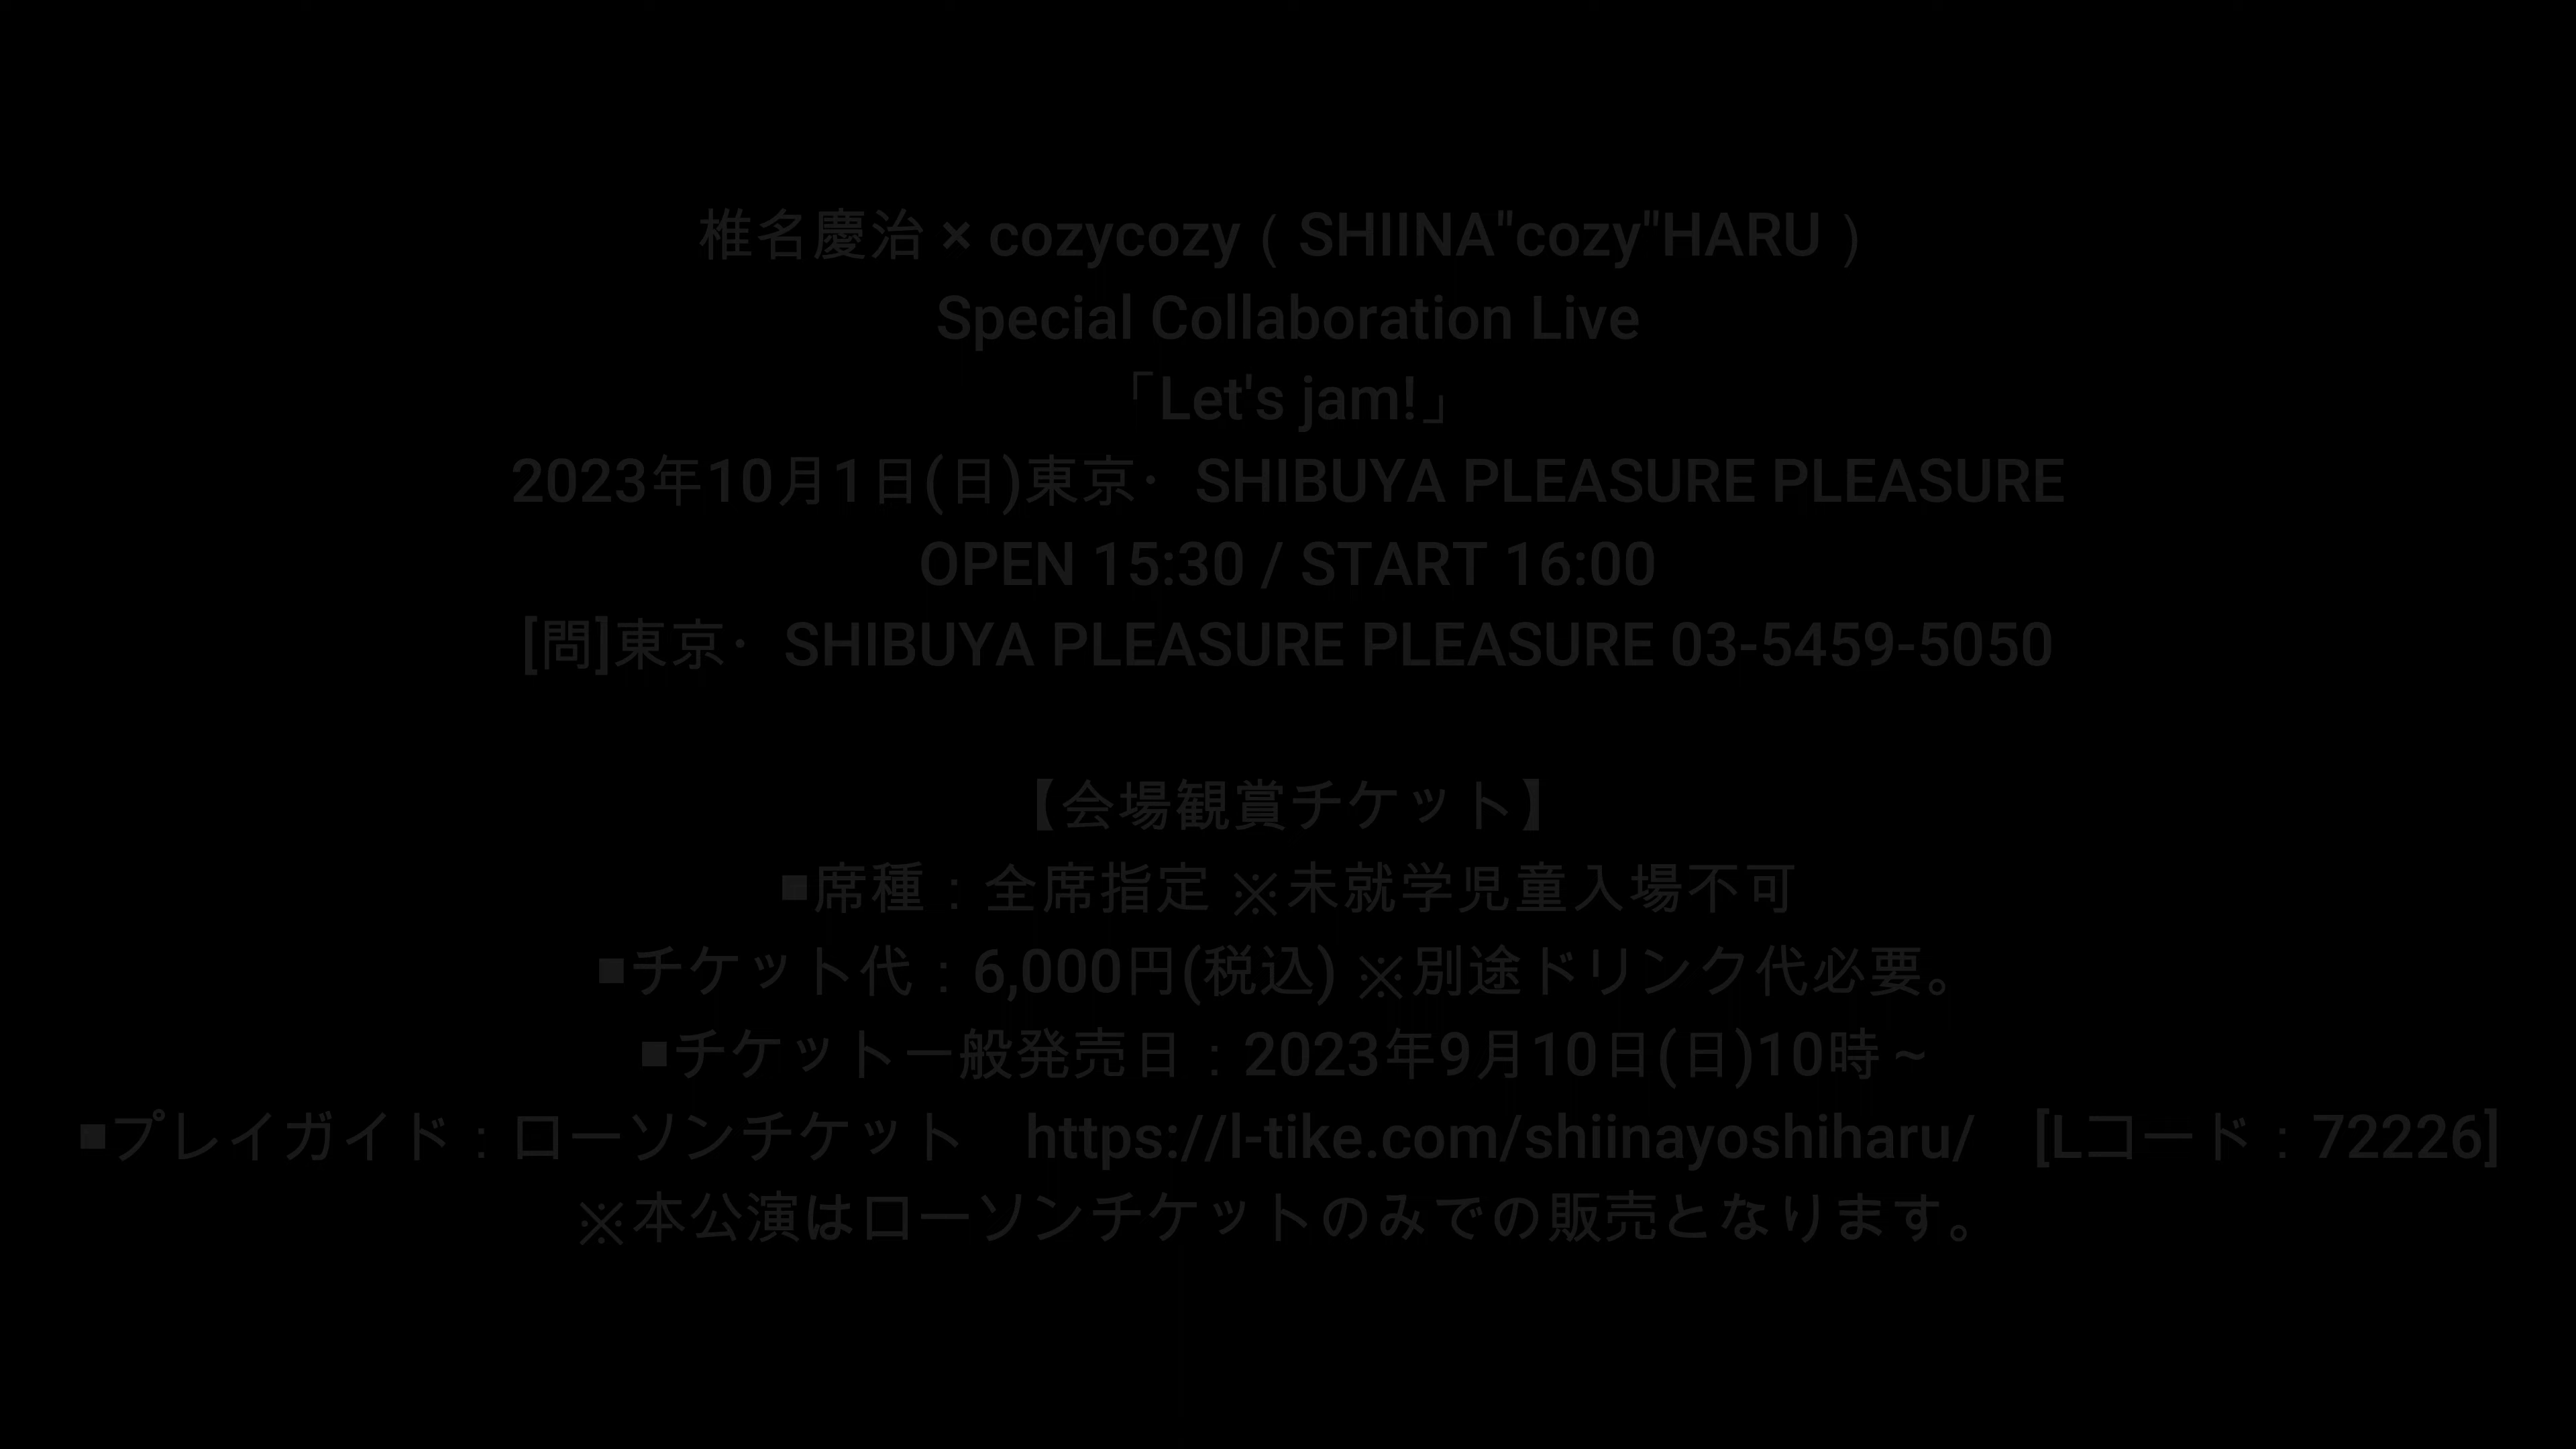 椎名慶治 × cozycozy（ SHIINA"cozy"HARU ）
Special Collaboration Live
「Let's jam!」
2023年10月1日(日)東京・SHIBUYA PLEASURE PLEASURE
OPEN 15:30 / START 16:00
[問]東京・SHIBUYA PLEASURE PLEASURE 03-5459-5050
【会場観賞チケット】
■席種：全席指定 ※未就学児童入場不可
■チケット代：6,000円(税込) ※別途ドリンク代必要。
■チケット一般発売日：2023年9月10日(日)10時～
■プレイガイド：ローソンチケット　https://l-tike.com/shiinayoshiharu/　[Lコード：72226]
※本公演はローソンチケットのみでの販売となります。